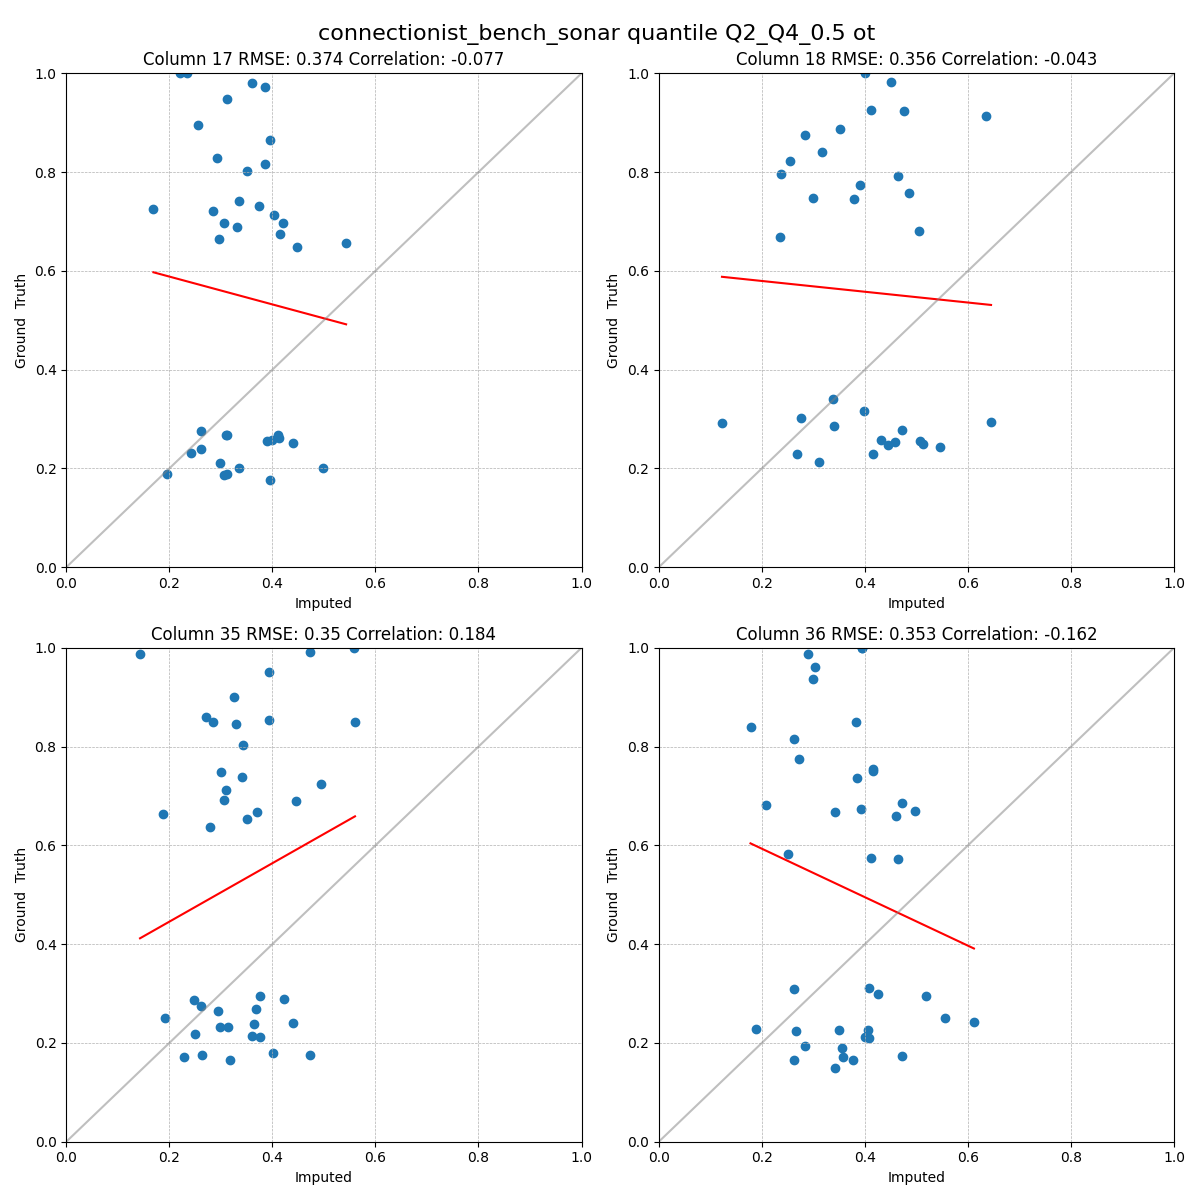 connectionist_bench_sonar quantile Q2_Q4_0.5 ot
Column 17 RMSE: 0.374 Correlation: -0.077
1.0
0.8
0.6
0.4
0.2
0.0
Ground Truth
0.0 0.2 0.4 0.6 0.8 1.0
Imputed
Column 18 RMSE: 0.356 Correlation: -0.043
1.0
0.8
0.6
0.4
0.2
0.0
Ground Truth
0.0 0.2 0.4 0.6 0.8 1.0
Imputed
Column 35 RMSE: 0.35 Correlation: 0.184
1.0
0.8
0.6
0.4
0.2
0.0
Ground Truth
0.0 0.2 0.4 0.6 0.8 1.0
Imputed
Column 36 RMSE: 0.353 Correlation: -0.162
1.0
0.8
0.6
0.4
0.2
0.0
Ground Truth
0.0 0.2 0.4 0.6 0.8 1.0
Imputed